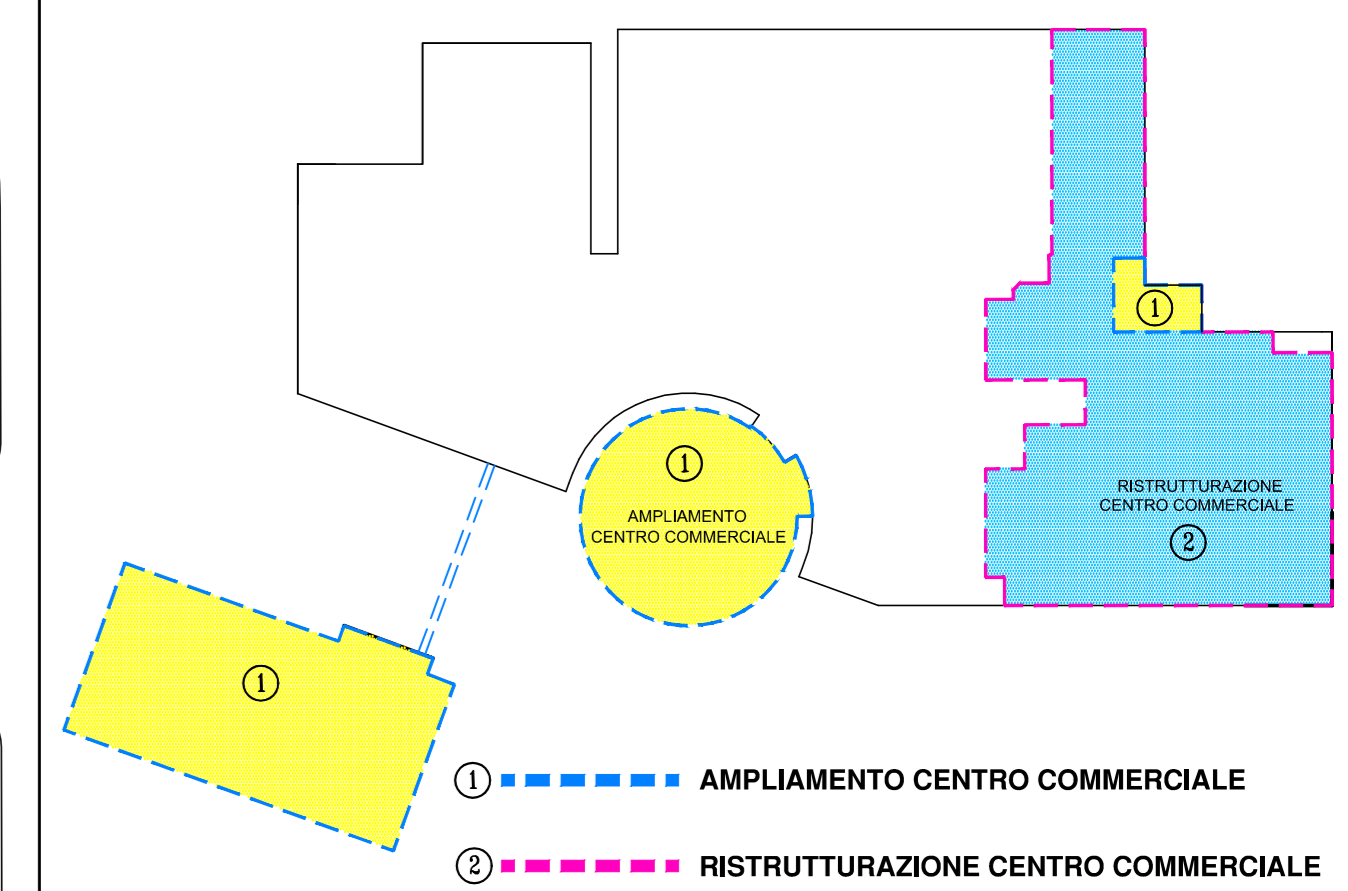 1
1
AMPLIAMENTO
CENTRO COMMERCIALE
RISTRUTTURAZIONE
CENTRO COMMERCIALE
2
1
1 AMPLIAMENTO CENTRO COMMERCIALE
2 RISTRUTTURAZIONE CENTRO COMMERCIALE